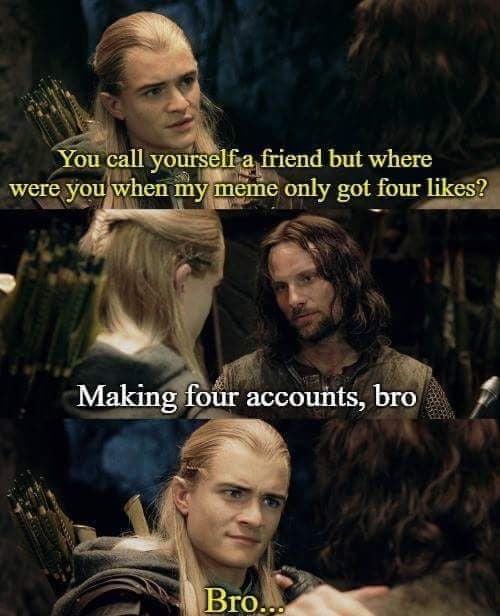 You call yourself a friend but where
were you when my meme only got four likes?
Making four accounts, bro
Bro...